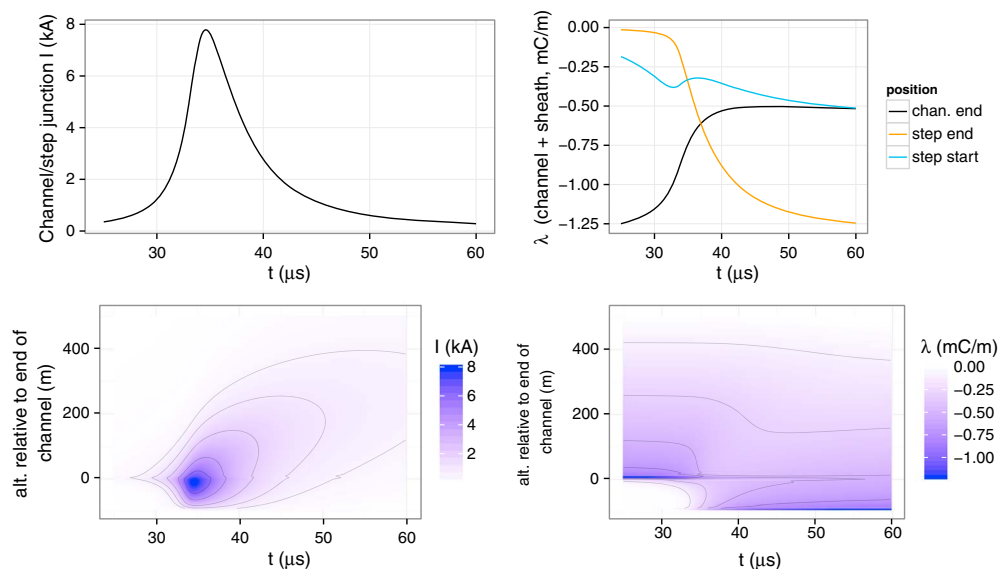 Channel/step junction I (kA)
8
6
4
2
0
30
40
50
60
t (μs)
λ (channel + sheath, mC/m)
0.00
−0.25
−0.50
−0.75
−1.00
−1.25
30
40
50
60
t (μs)
position
chan. end
step end
step start
alt. relative to end of
channel (m)
400
200
0
30
40
50
60
t (μs)
I (kA)
8
6
4
2
alt. relative to end of
channel (m)
400
200
0
30
40
50
60
t (μs)
λ (mC/m)
0.00
−0.25
−0.50
−0.75
−1.00